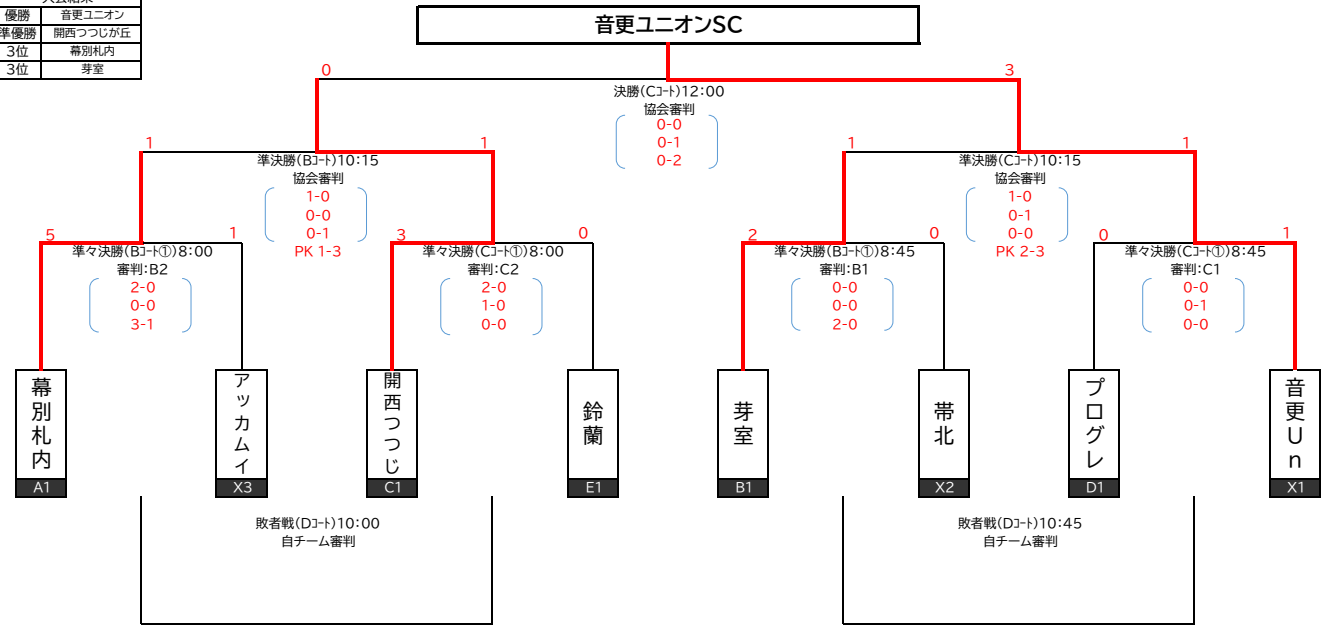 優勝 音更ユニオン
準優勝 開西つつじが丘
3位 幕別札内
3位 芽室
音更ユニオンSC
0 3
決勝(Cコート)12:00
協会審判
0-0
0-1
0-2
1 1 1 1
準決勝(Bコート)10:15
協会審判
1-0
0-0
0-1
PK 1-3
準決勝(Cコート)10:15
協会審判
1-0
0-1
0-0
PK 2-3
5 1 3 0 2 0 0 1
準々決勝(Bコート①)8:00
審判:B2
2-0
0-0
3-1
準々決勝(Cコート①)8:00
審判:C2
2-0
1-0
0-0
準々決勝(Bコート①)8:45
審判:B1
0-0
0-0
2-0
準々決勝(Cコート①)8:45
審判:C1
0-0
0-1
0-0
幕別札内
A1
アッカムイ
X3
開西つつじ
C1
鈴蘭
E1
芽室
B1
帯北
X2
プログレ
D1
音更Un
X1
敗者戦(Dコート)10:00
自チーム審判
敗者戦(Dコート)10:45
自チーム審判